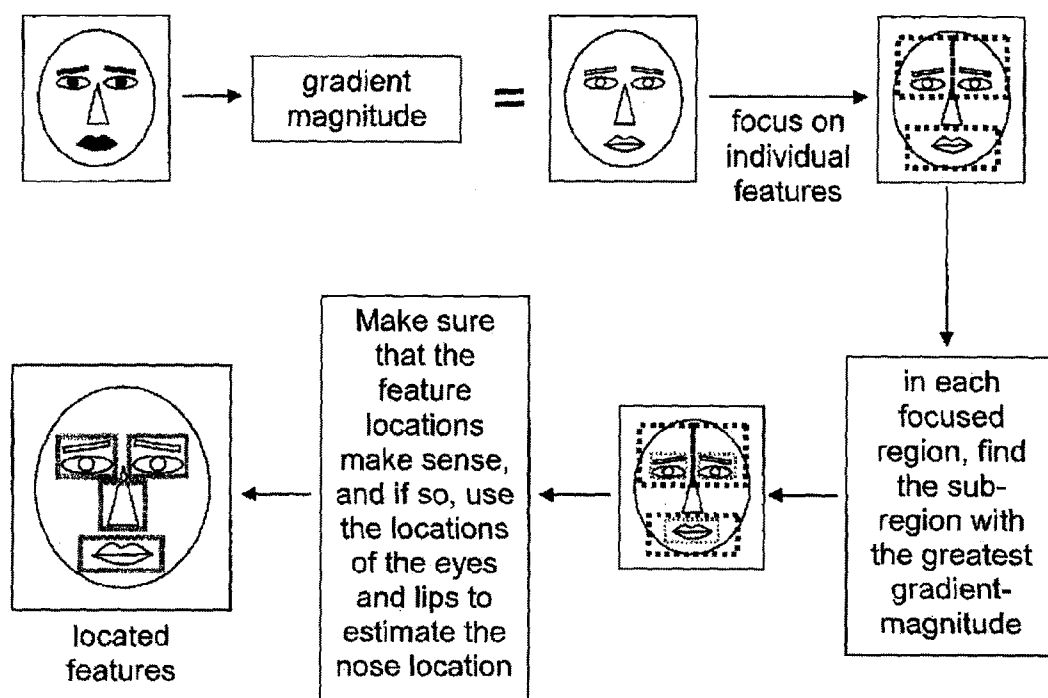 gradient
magnitude
=
focus on
individual
features
in each
focused
region, find
the sub-
region with
the greatest
gradient-
magnitude
Make sure
that the
feature
locations
make sense,
and if so, use
the locations
of the eyes
and lips to
estimate the
nose location
located
features